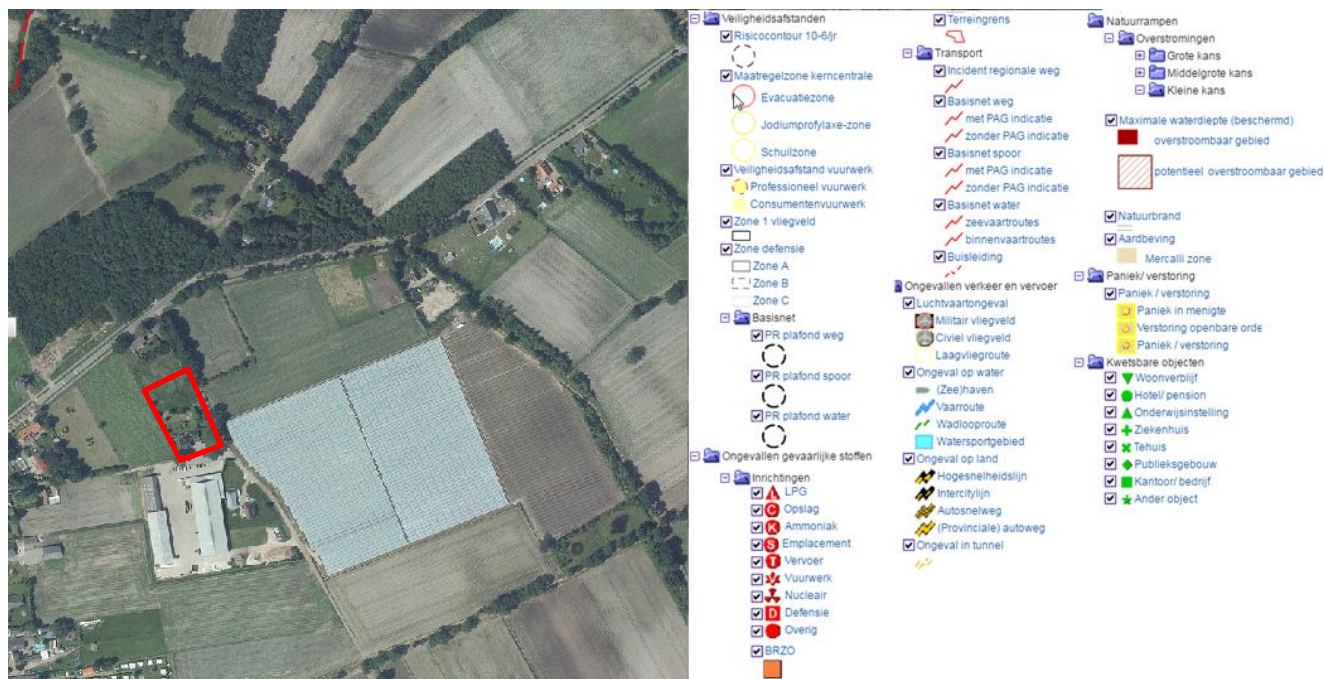 Veiligheidsafstanden
Risicocontour 10-6/jr
Maatregelzone kerncentrale
Evacuatiezone
Jodiumprofylaxe-zone
Schuilzone
Veiligheidsafstand vuurwerk
Professioneel vuurwerk
Consumentenvuurwerk
Zone 1 vliegveld
Zone defensie
Zone A
Zone B
Zone C
Basisnet
PR plafond weg
PR plafond spoor
PR plafond water
Ongevallen gevaarlijke stoffen
Inrichtingen
L LPG
C Opslag
K Ammoniak
S Emplacement
T Vervoer
Vuurwerk
Nucleair
D Defensie
Overig
BRZO
Terreingrens
Transport
Incident regionale weg
Basisnet weg
met PAG indicatie
zonder PAG indicatie
Basisnet spoor
met PAG indicatie
zonder PAG indicatie
Basisnet water
zeevaartroutes
binnenvaartroutes
Buisleiding
Ongevallen verkeer en vervoer
Luchtvaartongeval
Militair vliegveld
Civiel vliegveld
Laagvliegroute
Ongeval op water
(Zee)haven
Vaarroute
Wadlooproute
Watersportgebied
Ongeval op land
Hogesnelheidslijn
Intercitylijn
Autosnelweg
(Provinciale) autoweg
Ongeval in tunnel
Natuurrampen
Overstromingen
Grote kans
Middelgrote kans
Kleine kans
Maximale waterdiepte (beschermd)
overstroombaar gebied
potentieel overstroombaar gebied
Natuurbrand
Aardbeving
Mercalli zone
Paniek/ verstoring
Paniek / verstoring
Paniek in menigte
Verstoring openbare orde
Paniek / verstoring
Kwetsbare objecten
Woonverblijf
Hotel/ pension
Onderwijsinstelling
Ziekenhuis
Tehuis
Publieksgebouw
Kantoor/ bedrijf
Ander object